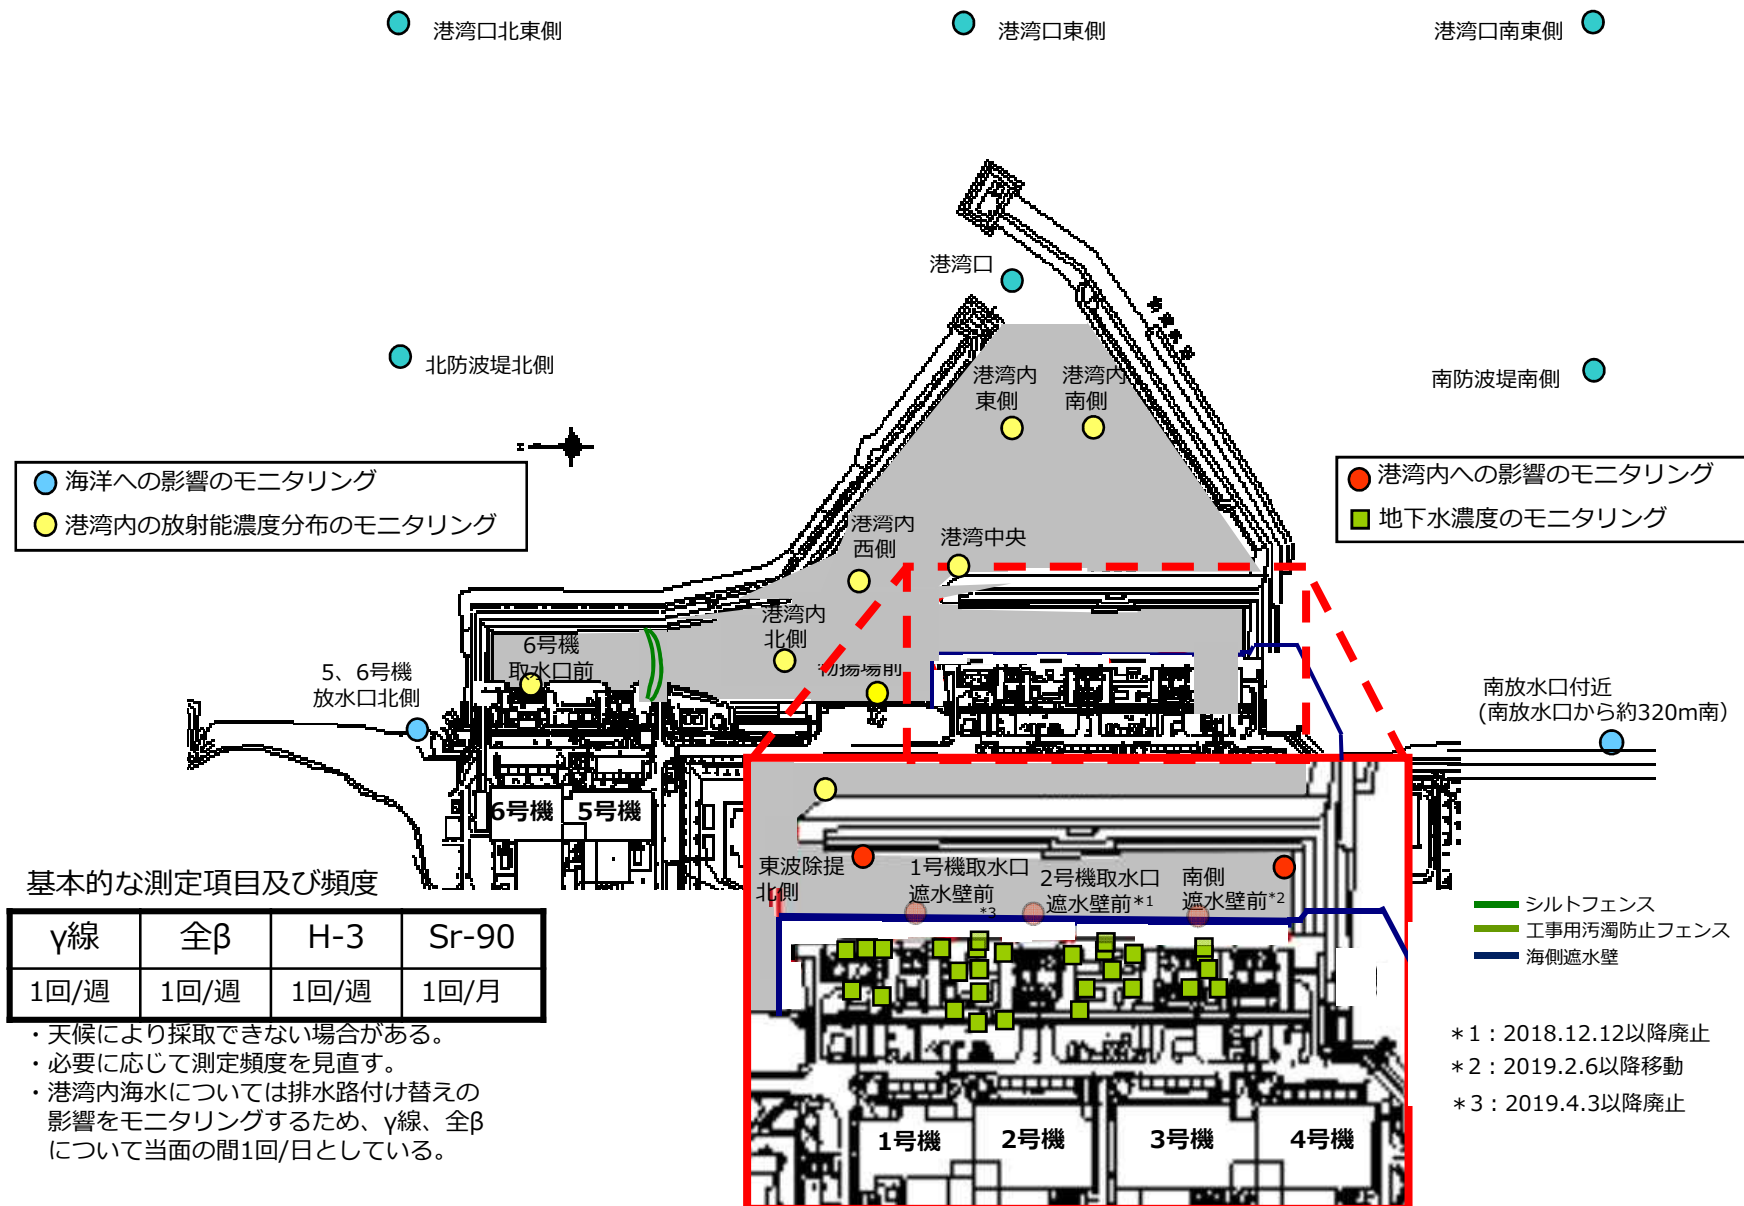 港湾口北東側
港湾口東側
港湾口南東側
港湾口
北防波堤北側
港湾内
東側
港湾内
南側
南防波堤南側
海洋への影響のモニタリング
港湾内の放射能濃度分布のモニタリング
港湾内への影響のモニタリング
地下水濃度のモニタリング
港湾内
西側
港湾中央
港湾内
北側
6号機
取水口前
物揚場前
5、6号機
放水口北側
南放水口付近
(南放水口から約320m南)
6号機
5号機
東波除堤
北側
1号機取水口
遮水壁前
*3
2号機取水口
遮水壁前*1
南側
遮水壁前*2
1号機
2号機
3号機
4号機
シルトフェンス
工事用汚濁防止フェンス
海側遮水壁
基本的な測定項目及び頻度
γ線 全β H-3 Sr-90
1回/週 1回/週 1回/週 1回/月
・天候により採取できない場合がある。
・必要に応じて測定頻度を見直す。
・港湾内海水については排水路付け替えの
影響をモニタリングするため、γ線、全β
について当面の間1回/日としている。
＊1：2018.12.12以降廃止
＊2：2019.2.6以降移動
＊3：2019.4.3以降廃止